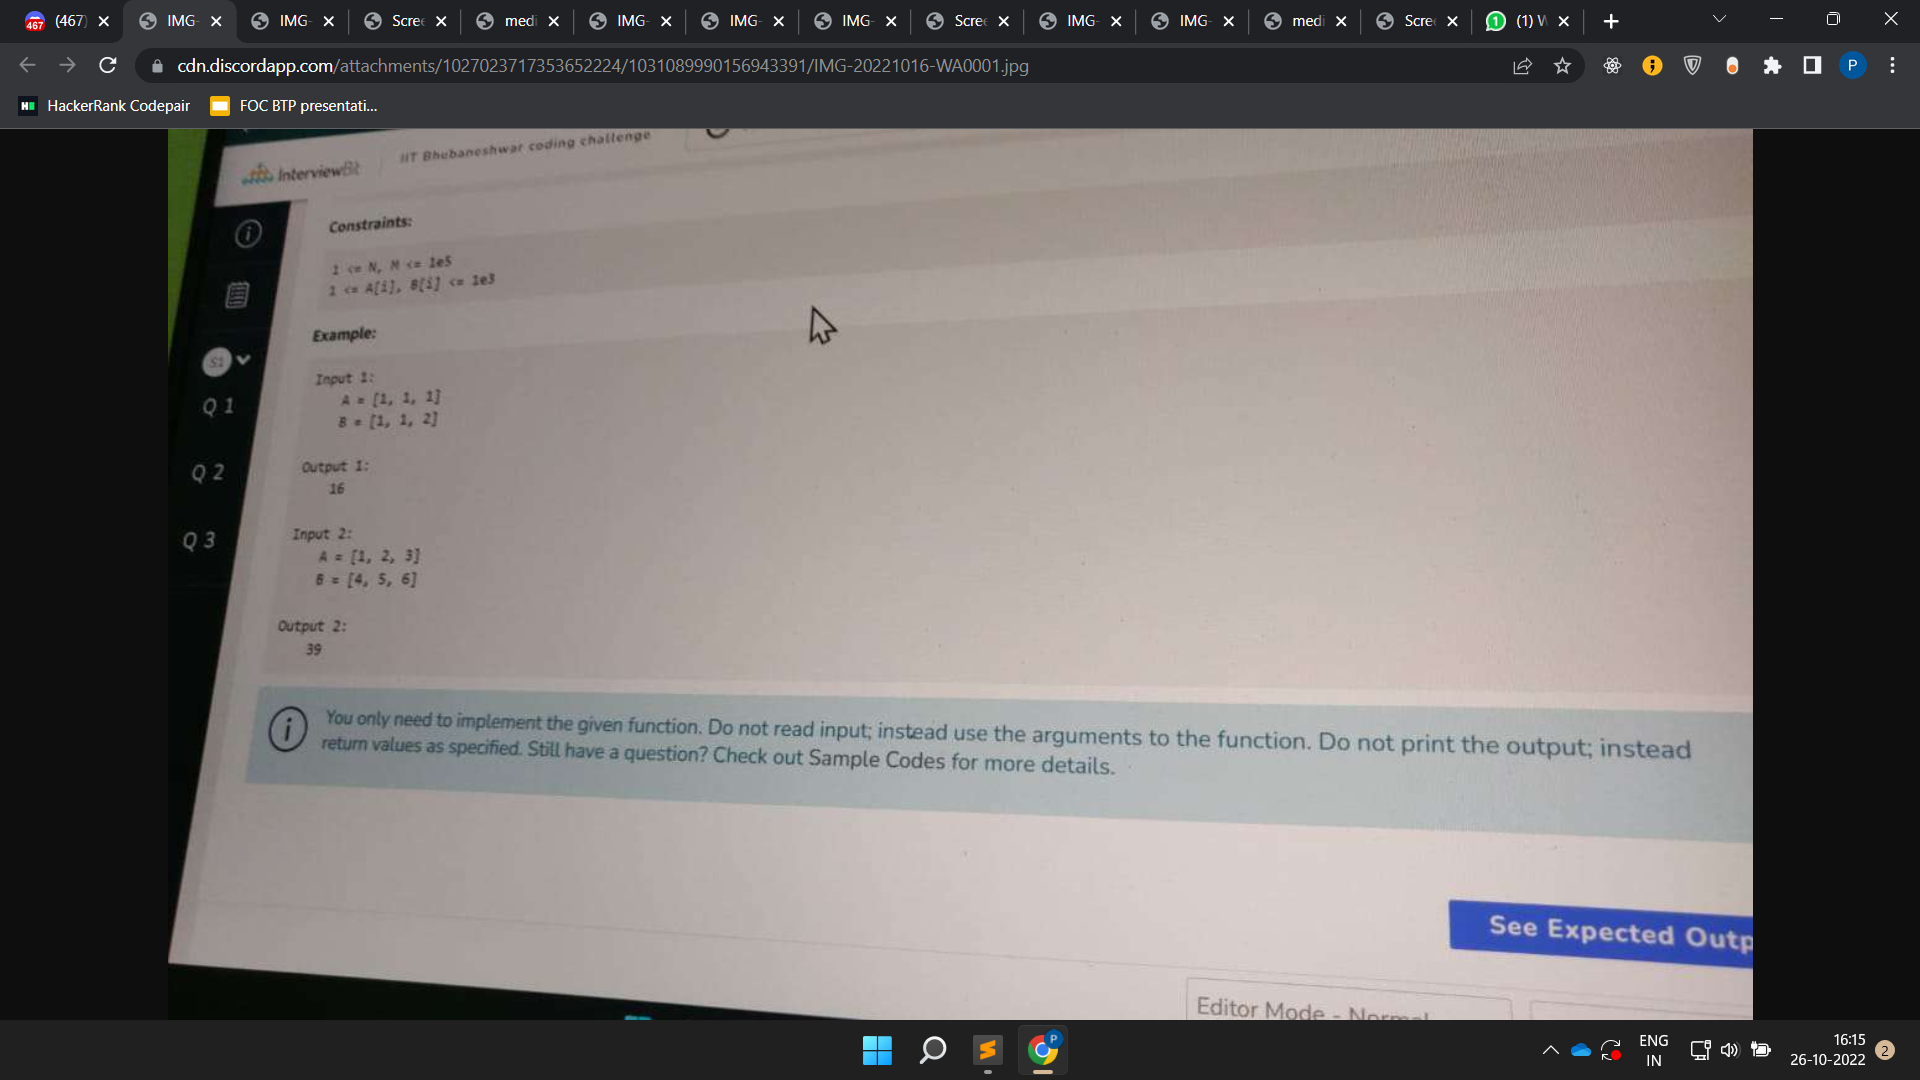 (467)
IMG-
IMG-
Scree
medi
IMG-
IMG-
IMG-
Scree
IMG-
IMG-
medi
Scree
(1) W
cdn.discordapp.com/attachments/1027023717353652224/1031089990156943391/IMG-20221016-WA0001.jpg
P
HackerRank Codepair
FOC BTP presentati...
InterviewBit
IIT Bhubaneshwar coding challenge
Constraints:
1 <= N, M <= 1e5
1 <= A[i], B[i] <= 1e3
Example:
S1
Q 1
Q 2
Q 3
Input 1:
A = [1, 1, 1]
B = [1, 1, 2]
Output 1:
16
Input 2:
A = [1, 2, 3]
B = [4, 5, 6]
Output 2:
39
You only need to implement the given function. Do not read input; instead use the arguments to the function. Do not print the output; instead
return values as specified. Still have a question? Check out Sample Codes for more details.
See Expected Outp
Editor Mode - Normal
ENG
IN
16:15
26-10-2022
2